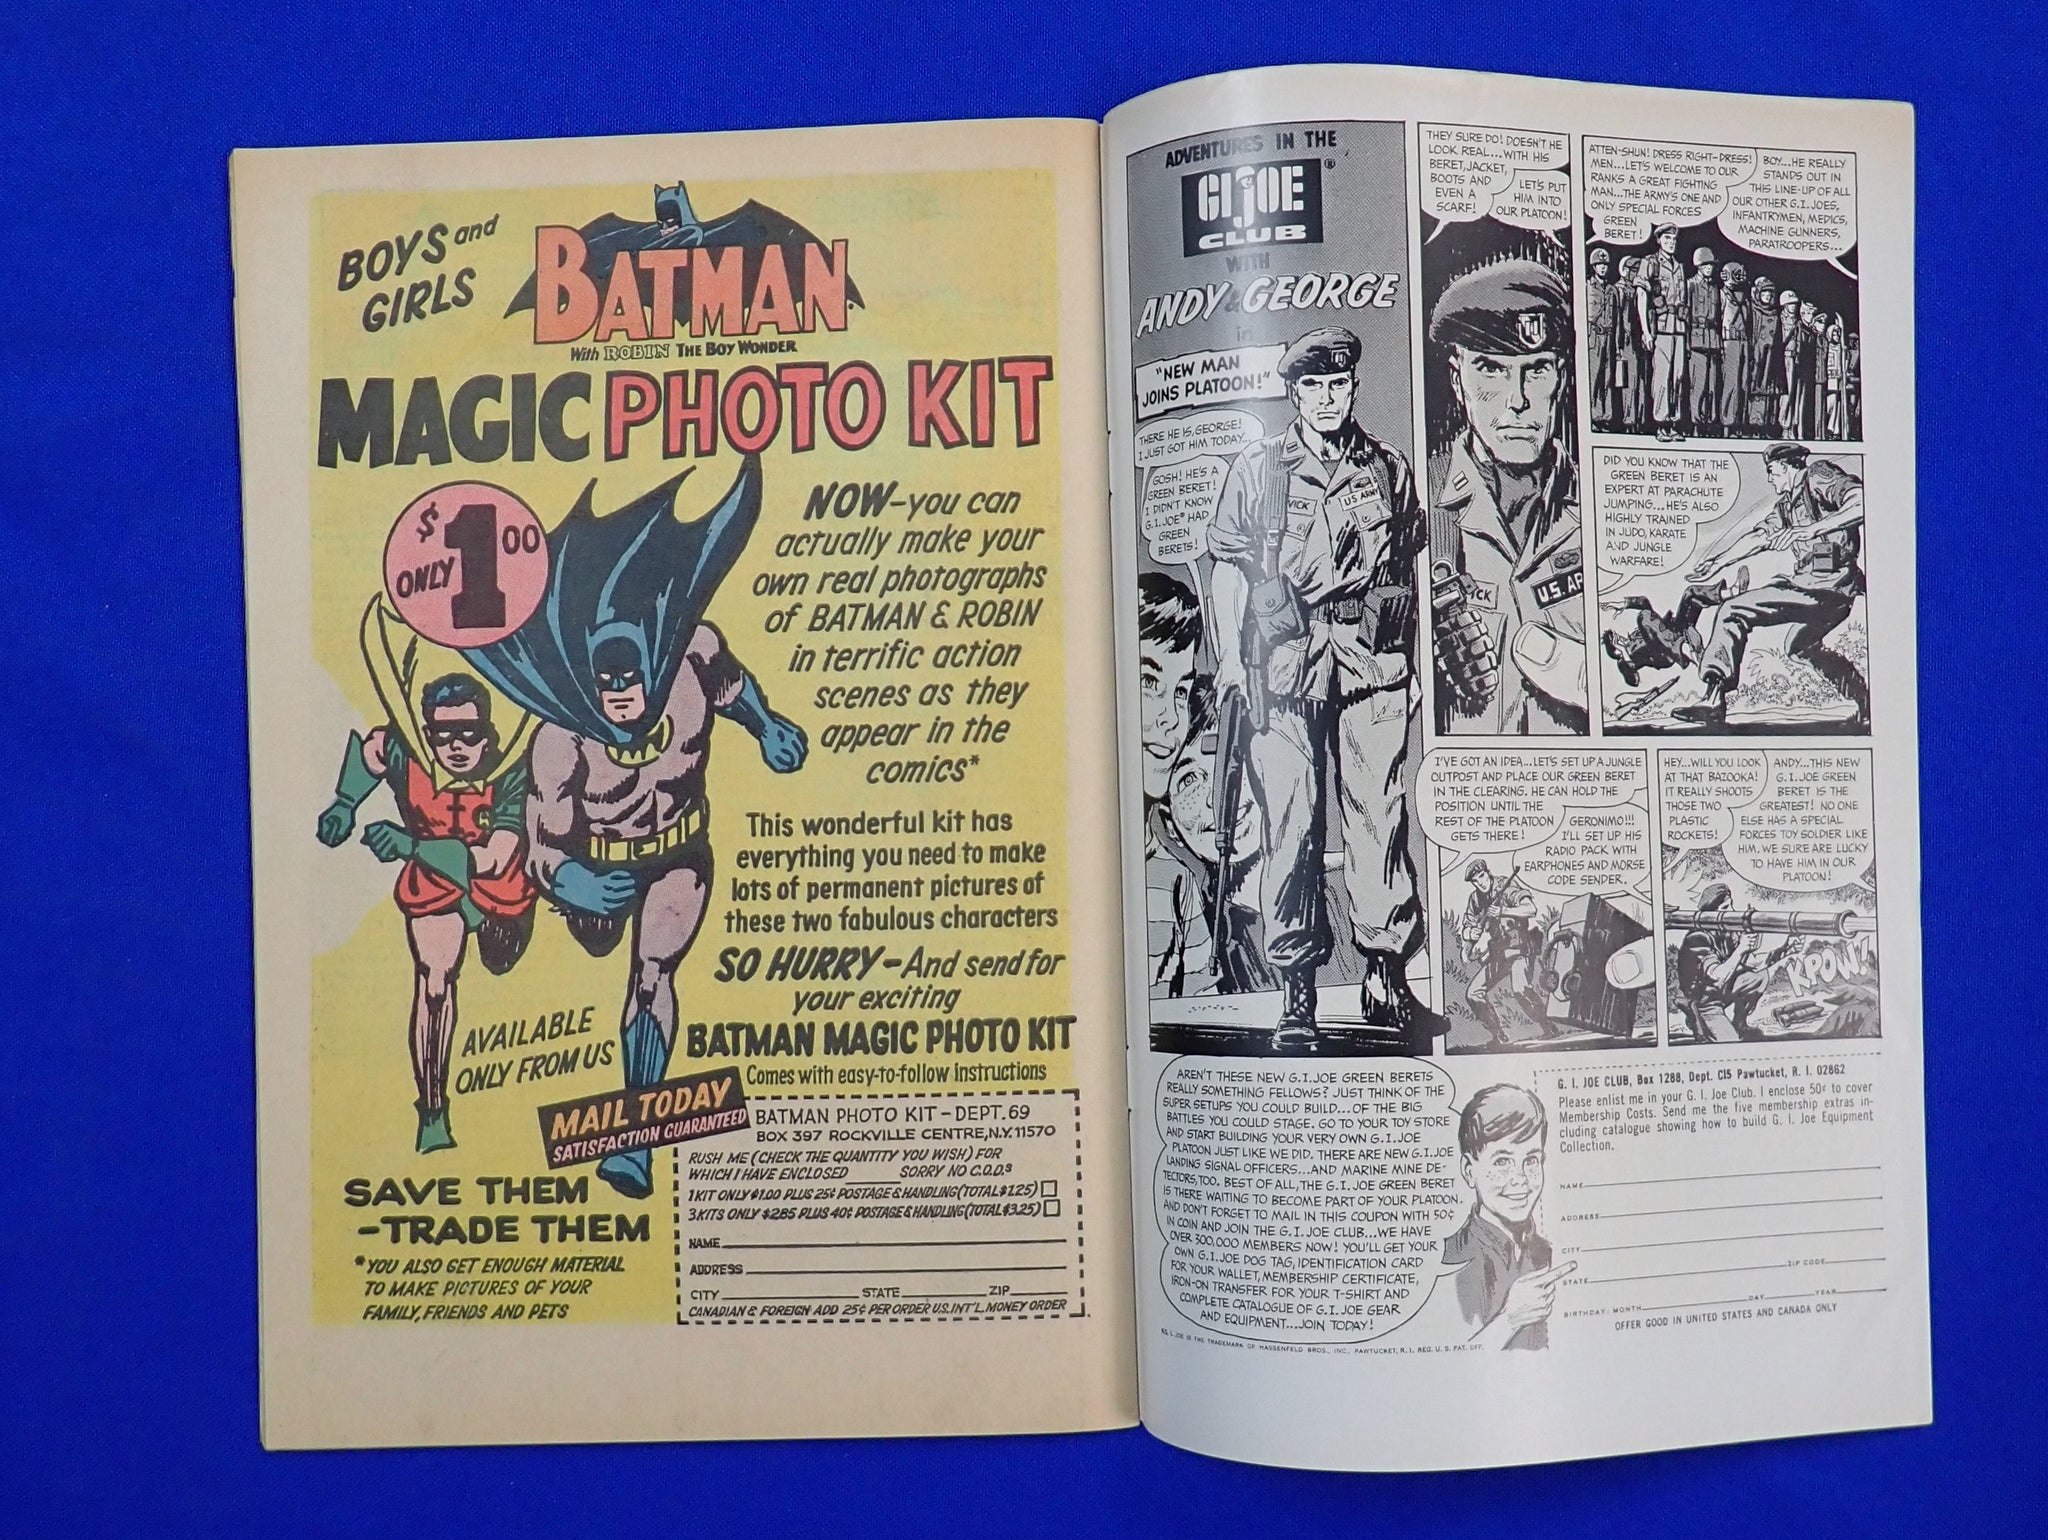 BOYS and
GIRLS
BATMAN
With ROBIN THE BOY WONDER
MAGIC PHOTO KIT
ONLY $1.00
NOW-you can
actually make your
own real photographs
of BATMAN & ROBIN
in terrific action
scenes as they
appear in the
comics*
This wonderful kit has
everything you need to make
lots of permanent pictures of
these two fabulous characters
SO HURRY-And send for
your exciting
BATMAN MAGIC PHOTO KIT
Comes with easy-to-follow instructions
AVAILABLE
ONLY FROM US
MAIL TODAY
SATISFACTION GUARANTEED
SAVE THEM
-TRADE THEM
*YOU ALSO GET ENOUGH MATERIAL
TO MAKE PICTURES OF YOUR
FAMILY, FRIENDS AND PETS
BATMAN PHOTO KIT-DEPT. 69
BOX 397 ROCKVILLE CENTRE, N.Y. 11570
RUSH ME (CHECK THE QUANTITY YOU WISH) FOR
WHICH I HAVE ENCLOSED SORRY NO C.O.D.s
1 KIT ONLY $1.00 PLUS 25¢ POSTAGE & HANDLING (TOTAL $1.25)
3 KITS ONLY $2.85 PLUS 40¢ POSTAGE & HANDLING (TOTAL $3.25)
NAME
ADDRESS
CITY STATE ZIP
CANADIAN & FOREIGN ADD 25¢ PER ORDER U.S. INT'L. MONEY ORDER
ADVENTURES IN THE
GI JOE®
CLUB
WITH
ANDY & GEORGE
in
"NEW MAN
JOINS PLATOON!"
THERE HE IS, GEORGE!
I JUST GOT HIM TODAY...
GOSH! HE'S A
GREEN BERET!
I DIDN'T KNOW
G.I. JOE® HAD
GREEN
BERETS!
VICK
U.S. ARMY
THEY SURE DO! DOESN'T HE
LOOK REAL...WITH HIS
BERET, JACKET,
BOOTS AND
EVEN A
SCARF!
LET'S PUT
HIM INTO
OUR PLATOON!
ICK
U.S. AR
ATTEN-SHUN! DRESS RIGHT-DRESS!
MEN...LET'S WELCOME TO OUR
RANKS A GREAT FIGHTING
MAN...THE ARMY'S ONE AND
ONLY SPECIAL FORCES
GREEN
BERET!
BOY...HE REALLY
STANDS OUT IN
THIS LINE-UP OF ALL
OUR OTHER G.I. JOES,
INFANTRYMEN, MEDICS,
MACHINE GUNNERS,
PARATROOPERS...
DID YOU KNOW THAT THE
GREEN BERET IS AN
EXPERT AT PARACHUTE
JUMPING...HE'S ALSO
HIGHLY TRAINED
IN JUDO, KARATE
AND JUNGLE
WARFARE!
I'VE GOT AN IDEA...LET'S SET UP A JUNGLE
OUTPOST AND PLACE OUR GREEN BERET
IN THE CLEARING. HE CAN HOLD THE
POSITION UNTIL THE
REST OF THE PLATOON
GETS THERE!
GERONIMO!!!
I'LL SET UP HIS
RADIO PACK WITH
EARPHONES AND MORSE
CODE SENDER.
HEY...WILL YOU LOOK
AT THAT BAZOOKA!
IT REALLY SHOOTS
THOSE TWO
PLASTIC
ROCKETS!
ANDY...THIS NEW
G.I. JOE GREEN
BERET IS THE
GREATEST! NO ONE
ELSE HAS A SPECIAL
FORCES TOY SOLDIER LIKE
HIM. WE SURE ARE LUCKY
TO HAVE HIM IN OUR
PLATOON!
KPOW!
AREN'T THESE NEW G.I. JOE GREEN BERETS
REALLY SOMETHING FELLOWS? JUST THINK OF THE
SUPER SETUPS YOU COULD BUILD...OF THE BIG
BATTLES YOU COULD STAGE. GO TO YOUR TOY STORE
AND START BUILDING YOUR VERY OWN G.I. JOE
PLATOON JUST LIKE WE DID. THERE ARE NEW G.I. JOE
LANDING SIGNAL OFFICERS...AND MARINE MINE DE-
TECTORS, TOO. BEST OF ALL, THE G.I. JOE GREEN BERET
IS THERE WAITING TO BECOME PART OF YOUR PLATOON.
AND DON'T FORGET TO MAIL IN THIS COUPON WITH 50¢
IN COIN AND JOIN THE G.I. JOE CLUB...WE HAVE
OVER 300,000 MEMBERS NOW! YOU'LL GET YOUR
OWN G.I. JOE DOG TAG, IDENTIFICATION CARD
FOR YOUR WALLET, MEMBERSHIP CERTIFICATE,
IRON-ON TRANSFER FOR YOUR T-SHIRT AND
COMPLETE CATALOGUE OF G.I. JOE GEAR
AND EQUIPMENT...JOIN TODAY!
G. I. JOE CLUB, Box 1288, Dept. C15 Pawtucket, R. I. 02862
Please enlist me in your G. I. Joe Club. I enclose 50¢ to cover
Membership Costs. Send me the five membership extras in-
cluding catalogue showing how to build G. I. Joe Equipment
Collection.
NAME
ADDRESS
CITY
STATE ZIP CODE
BIRTHDAY: MONTH DAY YEAR
OFFER GOOD IN UNITED STATES AND CANADA ONLY
G. I. JOE IS THE TRADEMARK OF HASSENFELD BROS., INC., PAWTUCKET, R. I. REG. U. S. PAT. OFF.